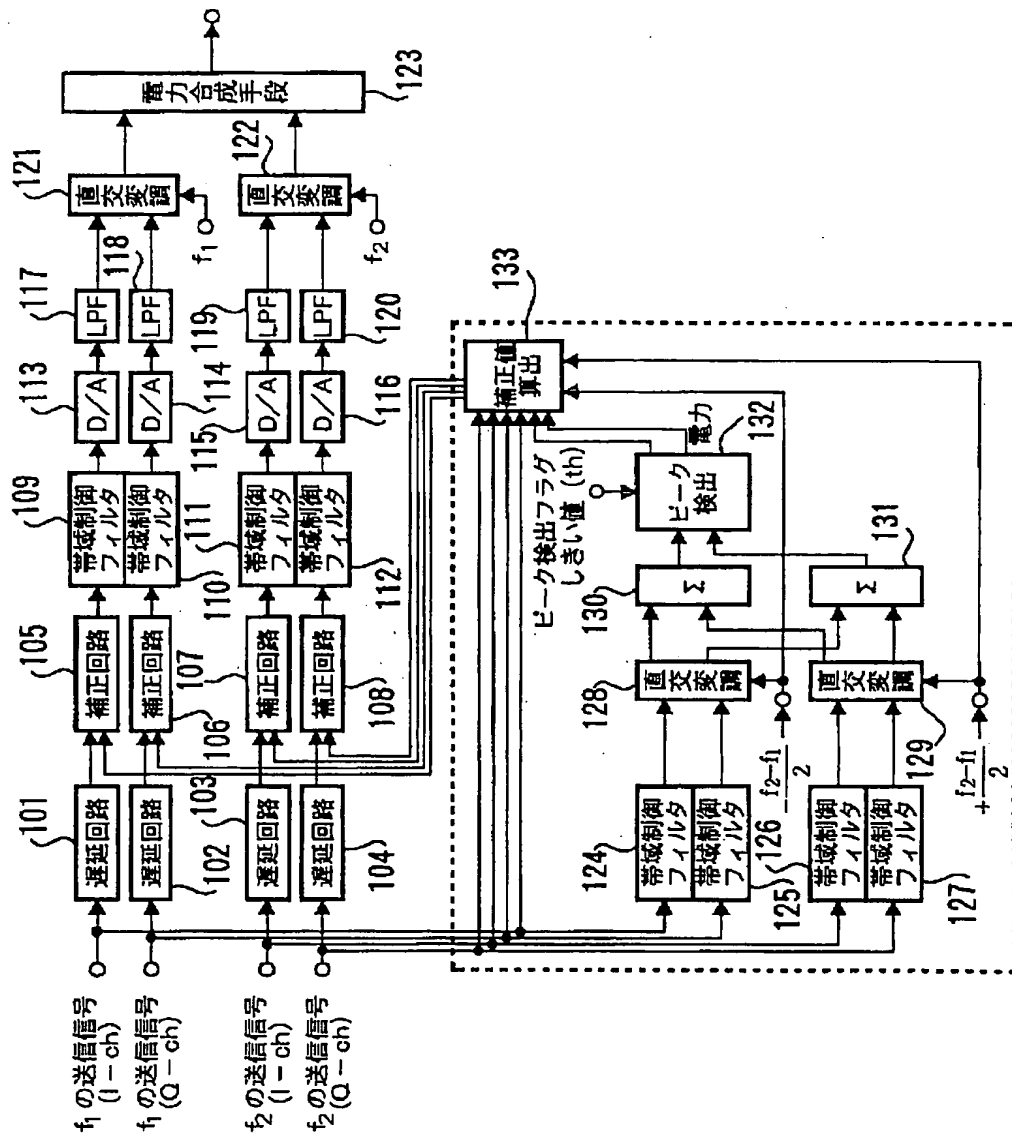 f1 の送信信号
(I-ch)
f1 の送信信号
(Q-ch)
f2 の送信信号
(I-ch)
f2 の送信信号
(Q-ch)
101
遅延回路
遅延回路
102
103
遅延回路
遅延回路
104
105
補正回路
補正回路
106
107
補正回路
補正回路
108
109
帯域制御
フィルタ
帯域制御
フィルタ
110
111
帯域制御
フィルタ
帯域制御
フィルタ
112
113
D/A
D/A
114
115
D/A
D/A
116
117
LPF
118
LPF
119
LPF
LPF
120
121
直交
変調
f1
122
直交
変調
f2
電力合成手段
123
133
補正値
算出
ピーク検出フラグ
しきい値 (th)
電力
132
ピーク
検出
130
Σ
131
Σ
128
直交
変調
−(f2−f1)/2
直交
変調
129
+(f2−f1)/2
124
帯域制御
フィルタ
帯域制御
フィルタ
125
126
帯域制御
フィルタ
帯域制御
フィルタ
127